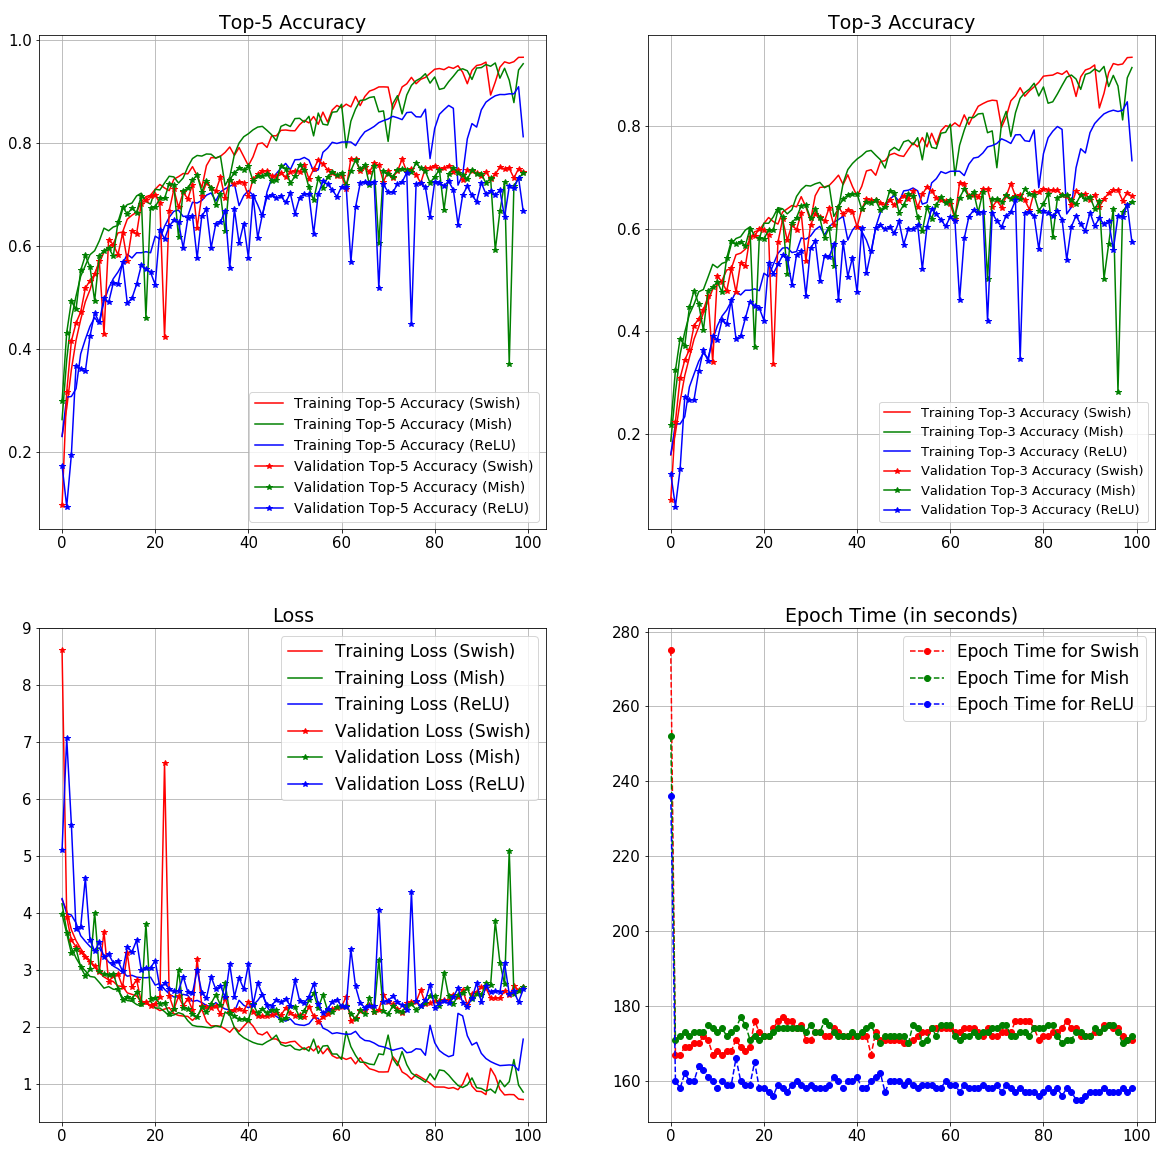 Top-5 Accuracy
1.0
0.8
0.6
0.4
0.2
0
20
40
60
80
100
Training Top-5 Accuracy (Swish)
Training Top-5 Accuracy (Mish)
Training Top-5 Accuracy (ReLU)
Validation Top-5 Accuracy (Swish)
Validation Top-5 Accuracy (Mish)
Validation Top-5 Accuracy (ReLU)
Top-3 Accuracy
0.8
0.6
0.4
0.2
0
20
40
60
80
100
Training Top-3 Accuracy (Swish)
Training Top-3 Accuracy (Mish)
Training Top-3 Accuracy (ReLU)
Validation Top-3 Accuracy (Swish)
Validation Top-3 Accuracy (Mish)
Validation Top-3 Accuracy (ReLU)
Loss
9
8
7
6
5
4
3
2
1
0
20
40
60
80
100
Training Loss (Swish)
Training Loss (Mish)
Training Loss (ReLU)
Validation Loss (Swish)
Validation Loss (Mish)
Validation Loss (ReLU)
Epoch Time (in seconds)
280
260
240
220
200
180
160
0
20
40
60
80
100
Epoch Time for Swish
Epoch Time for Mish
Epoch Time for ReLU